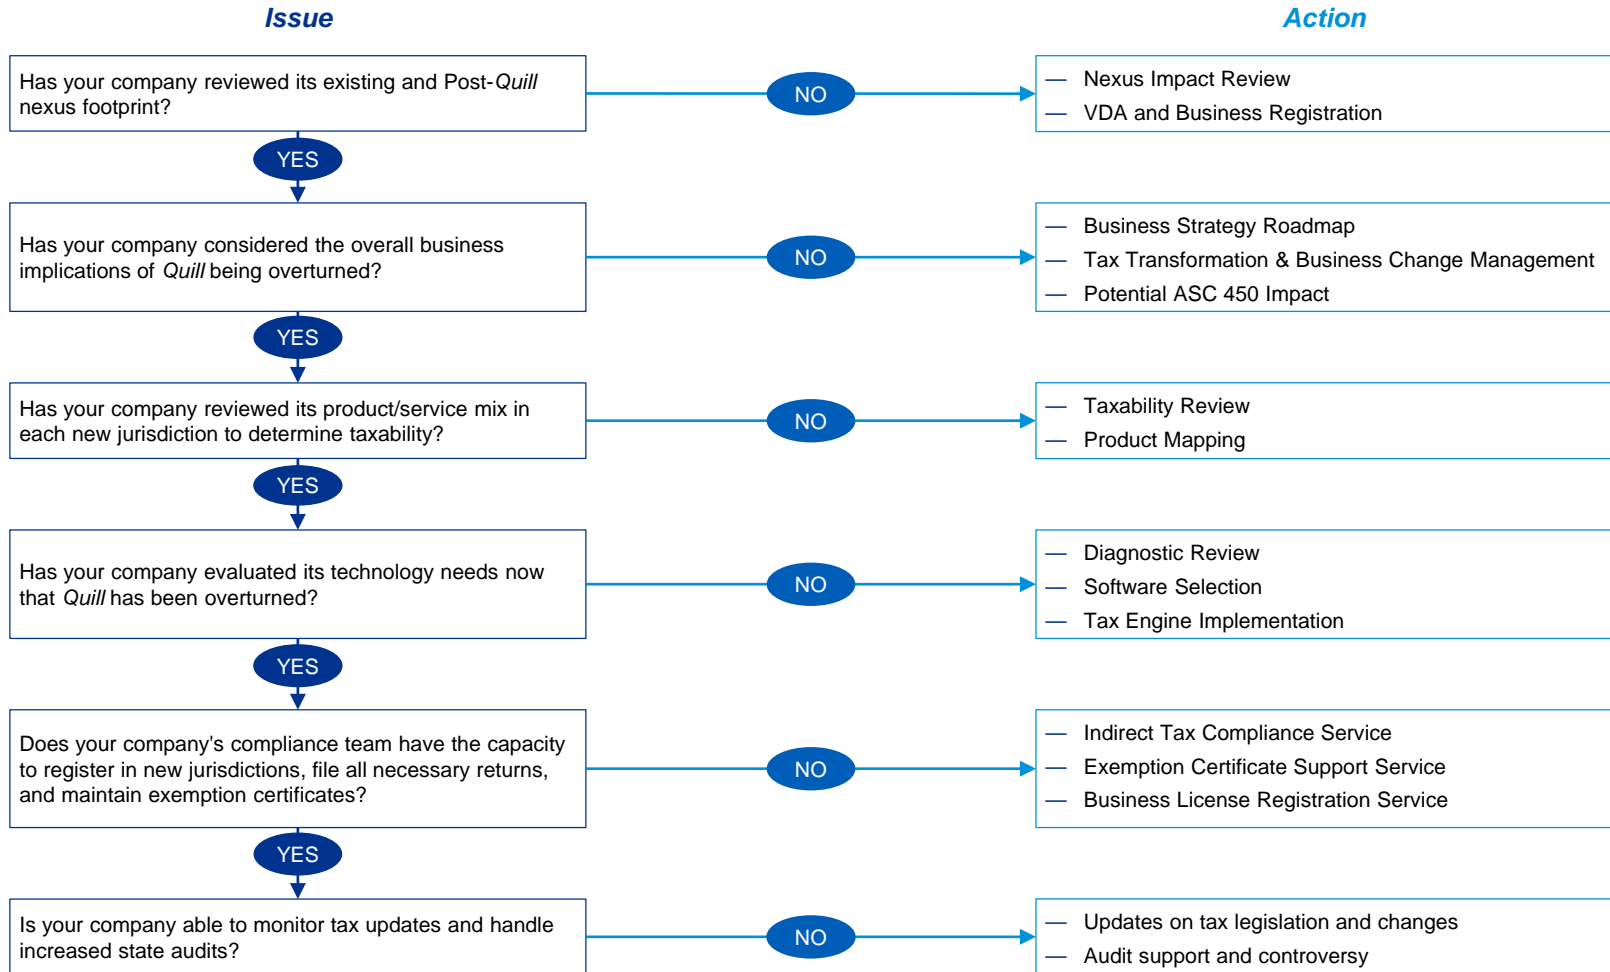 Issue
Action
Has your company reviewed its existing and Post-Quill
nexus footprint?
NO
— Nexus Impact Review
— VDA and Business Registration
YES
Has your company considered the overall business
implications of Quill being overturned?
NO
— Business Strategy Roadmap
— Tax Transformation & Business Change Management
— Potential ASC 450 Impact
YES
Has your company reviewed its product/service mix in
each new jurisdiction to determine taxability?
NO
— Taxability Review
— Product Mapping
YES
Has your company evaluated its technology needs now
that Quill has been overturned?
NO
— Diagnostic Review
— Software Selection
— Tax Engine Implementation
YES
Does your company's compliance team have the capacity
to register in new jurisdictions, file all necessary returns,
and maintain exemption certificates?
NO
— Indirect Tax Compliance Service
— Exemption Certificate Support Service
— Business License Registration Service
YES
Is your company able to monitor tax updates and handle
increased state audits?
NO
— Updates on tax legislation and changes
— Audit support and controversy